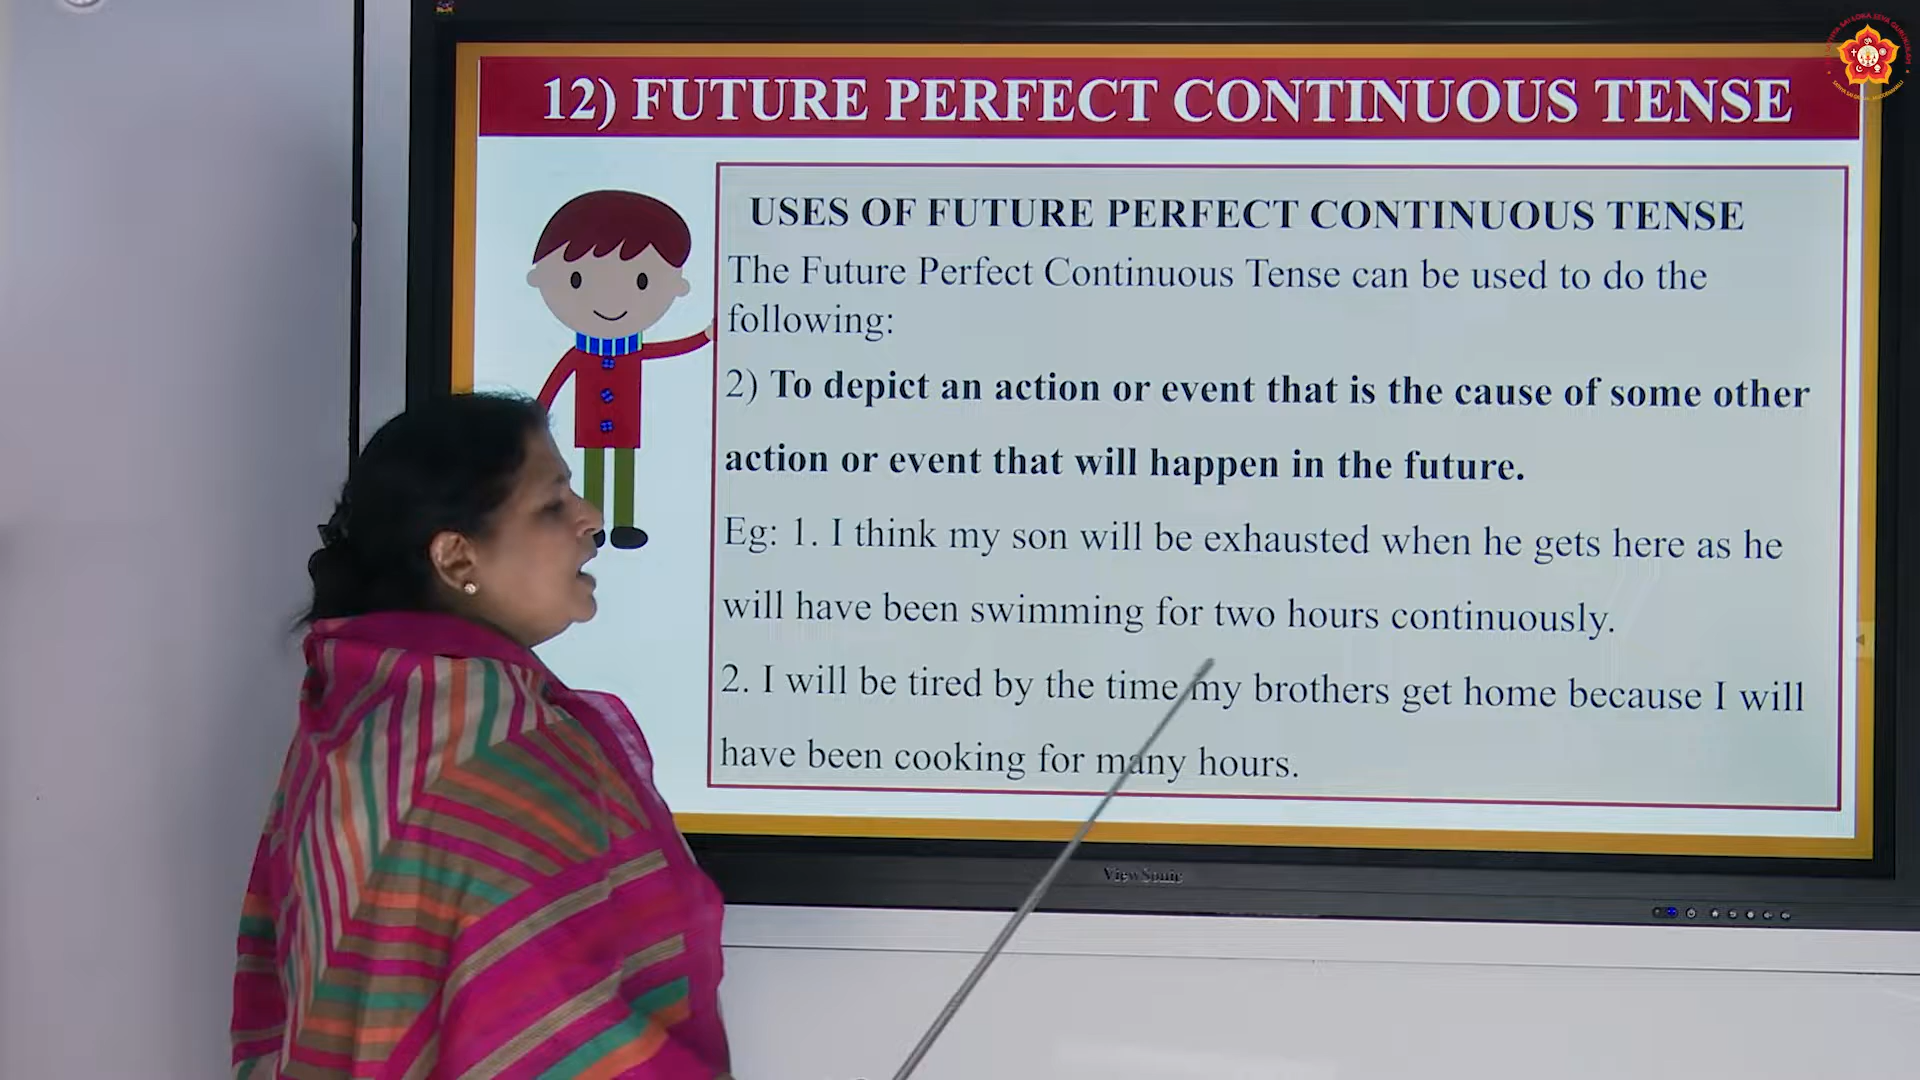 12) FUTURE PERFECT CONTINUOUS TENSE
USES OF FUTURE PERFECT CONTINUOUS TENSE
The Future Perfect Continuous Tense can be used to do the
following:
2) To depict an action or event that is the cause of some other
action or event that will happen in the future.
Eg: 1. I think my son will be exhausted when he gets here as he
will have been swimming for two hours continuously.
2. I will be tired by the time my brothers get home because I will
have been cooking for many hours.
ViewSonic